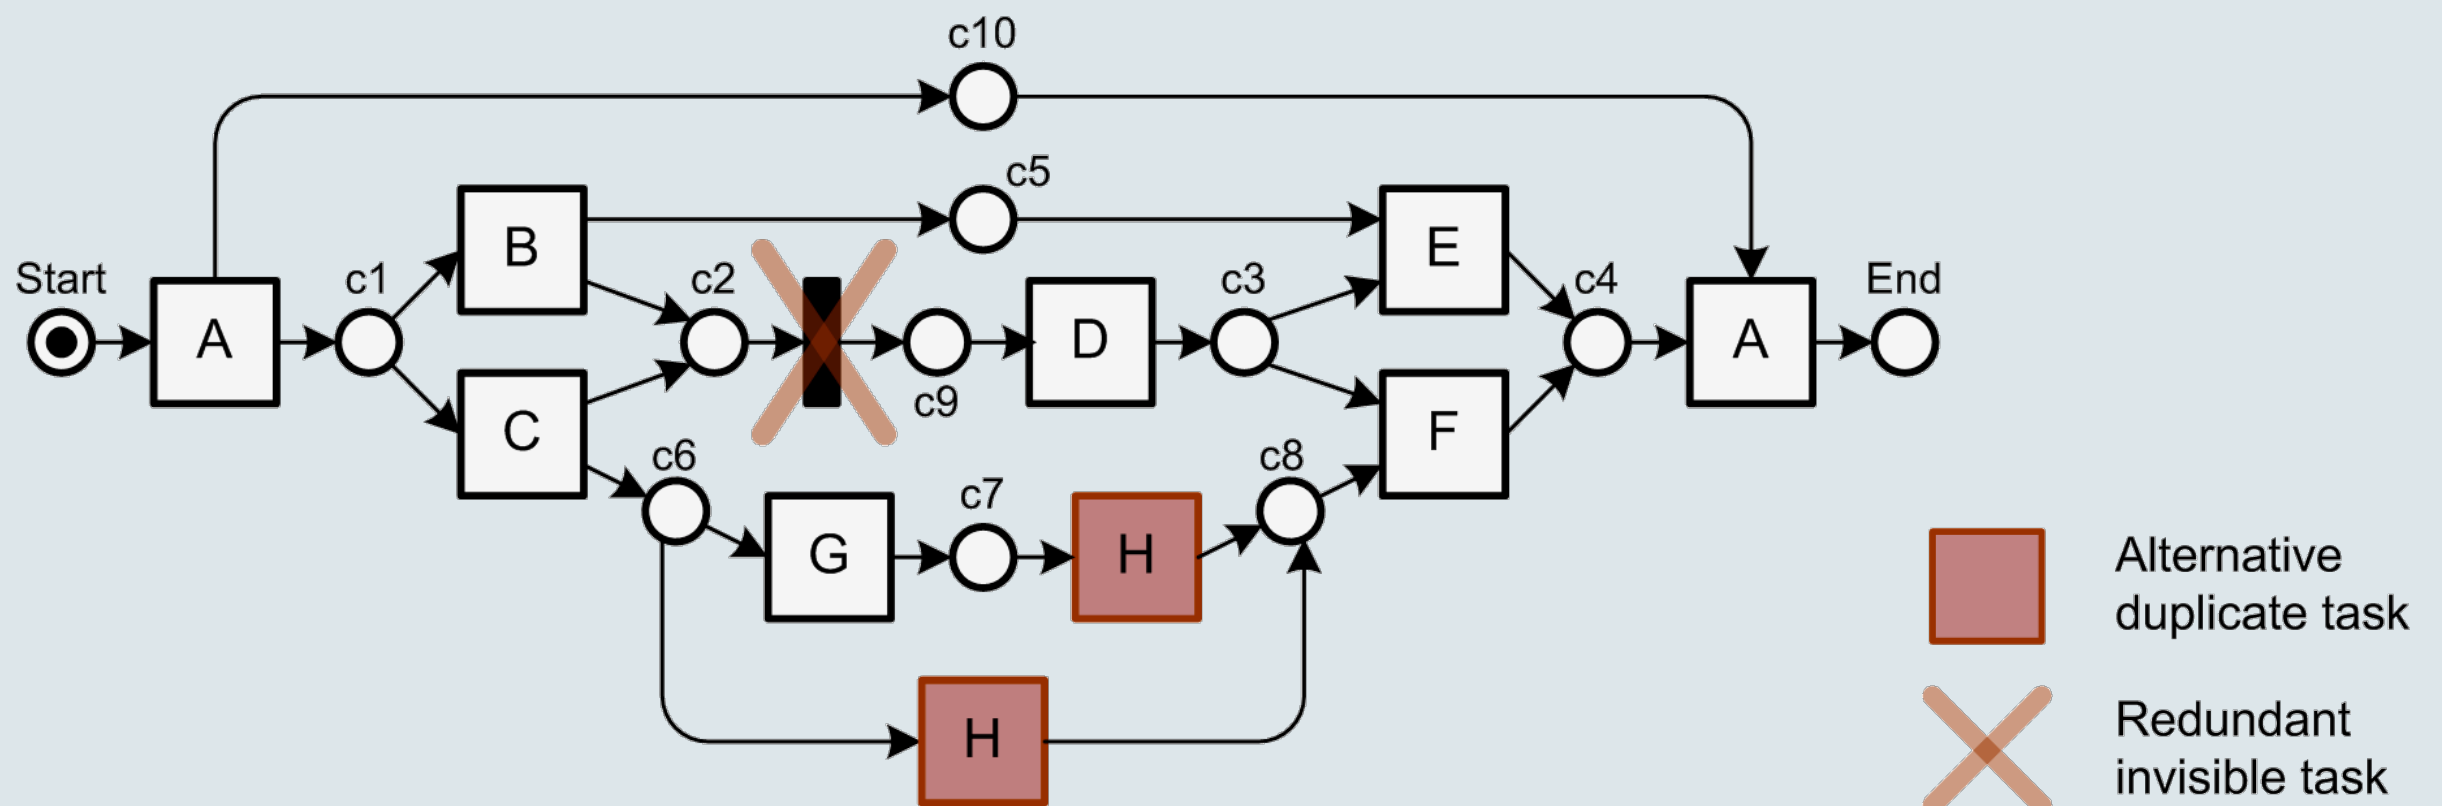 c10
c5
B
E
Start
c1
c2
c3
c4
End
A
D
A
c9
C
F
c6
c7
c8
G
H
H
Alternative
duplicate task
Redundant
invisible task